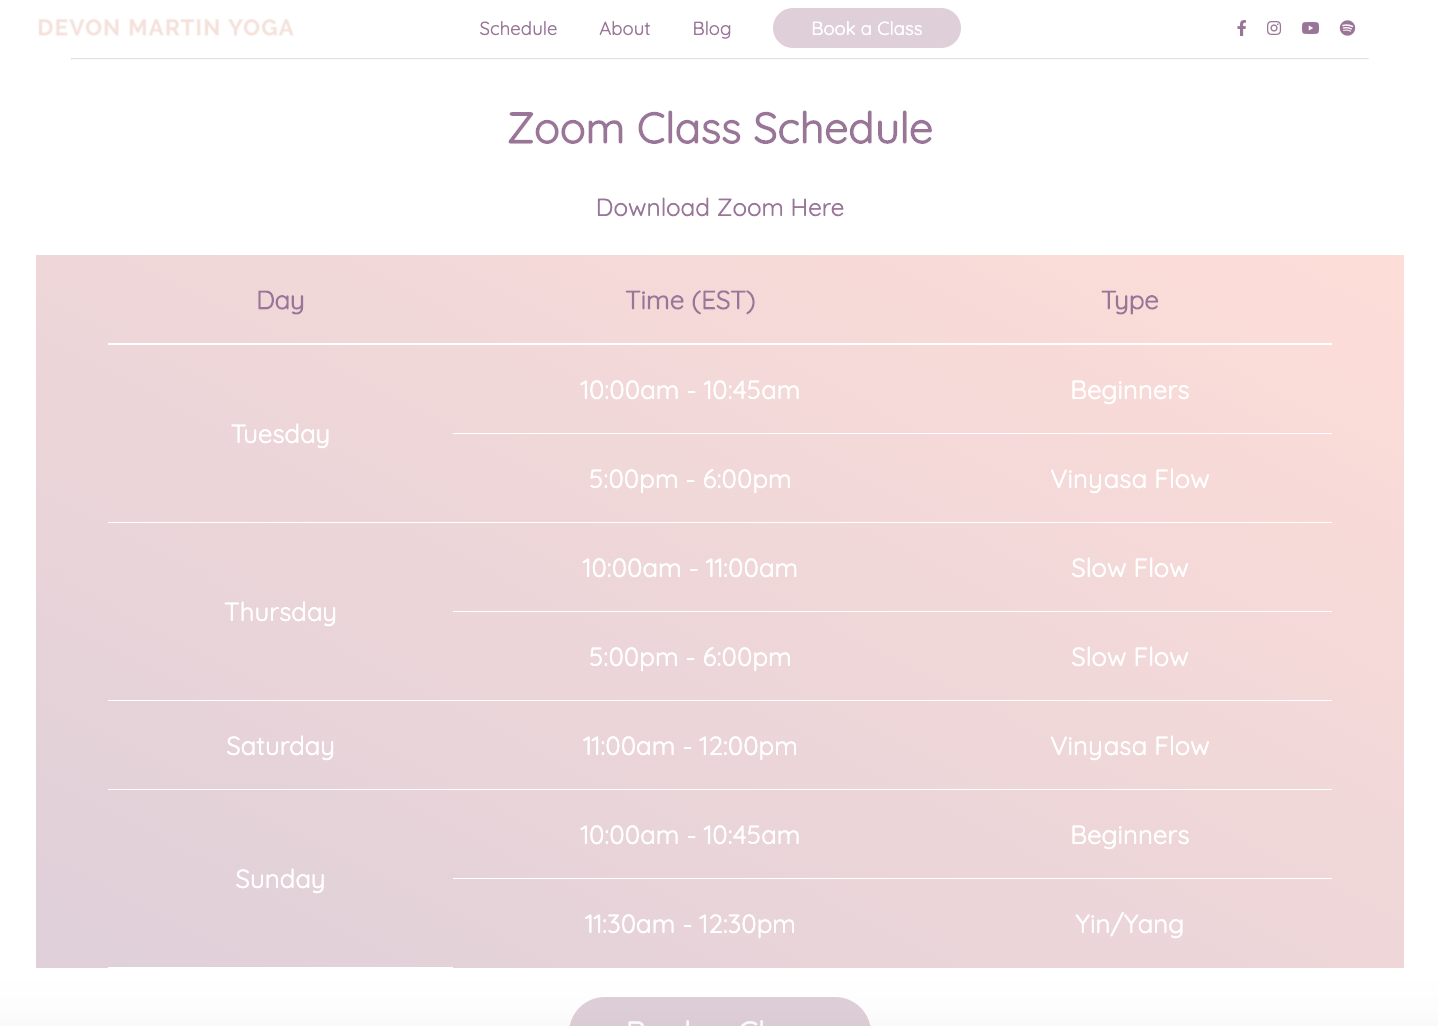 DEVON MARTIN YOGA
Schedule About Blog Book a Class
Zoom Class Schedule
Download Zoom Here
Day Time (EST) Type
Tuesday
10:00am - 10:45am Beginners
5:00pm - 6:00pm Vinyasa Flow
Thursday
10:00am - 11:00am Slow Flow
5:00pm - 6:00pm Slow Flow
Saturday 11:00am - 12:00pm Vinyasa Flow
Sunday
10:00am - 10:45am Beginners
11:30am - 12:30pm Yin/Yang